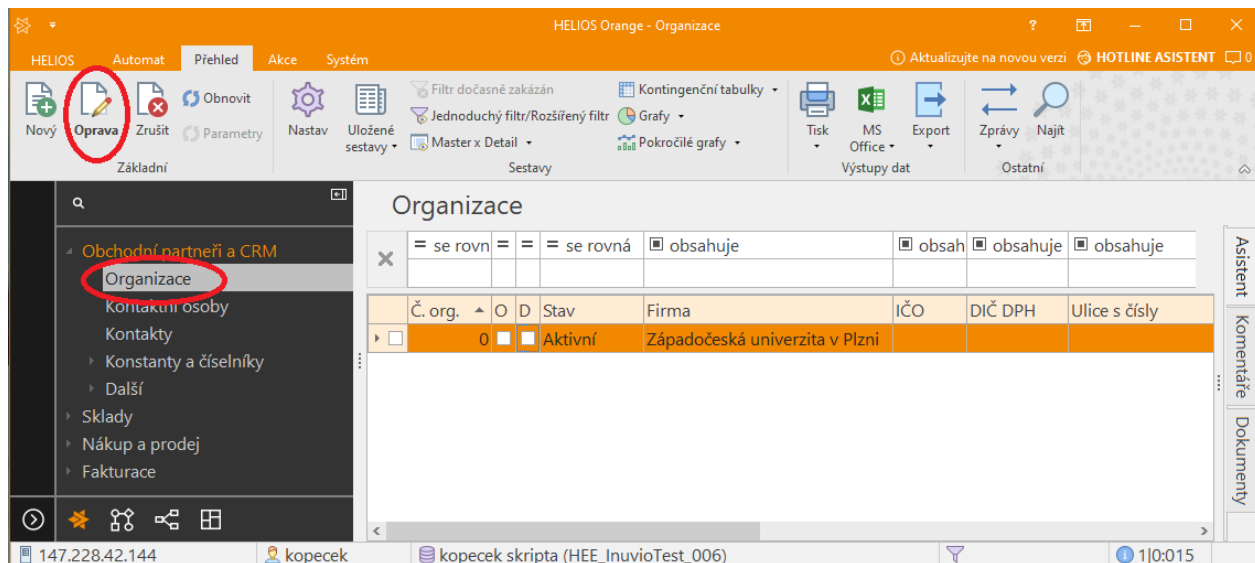 HELIOS Orange - Organizace
?
HELIOS Automat Přehled Akce Systém
Aktualizujte na novou verzi HOTLINE ASISTENT 0
Nový Oprava Zrušit
Obnovit
Parametry
Základní
Nastav
Uložené sestavy
Filtr dočasně zakázán
Jednoduchý filtr/Rozšířený filtr
Master x Detail
Kontingenční tabulky
Grafy
Pokročilé grafy
Sestavy
Tisk
MS Office
Export
Výstupy dat
Zprávy Najít
Ostatní
Obchodní partneři a CRM
Organizace
Kontaktní osoby
Kontakty
Konstanty a číselníky
Další
Sklady
Nákup a prodej
Fakturace
Organizace
= se rovn = = = se rovná obsahuje obsah obsahuje obsahuje
Č. org. O D Stav Firma IČO DIČ DPH Ulice s čísly
0 Aktivní Západočeská univerzita v Plzni
Asistent
Komentáře
Dokumenty
147.228.42.144 kopecek kopecek skripta (HEE_InuvioTest_006) 1|0:015